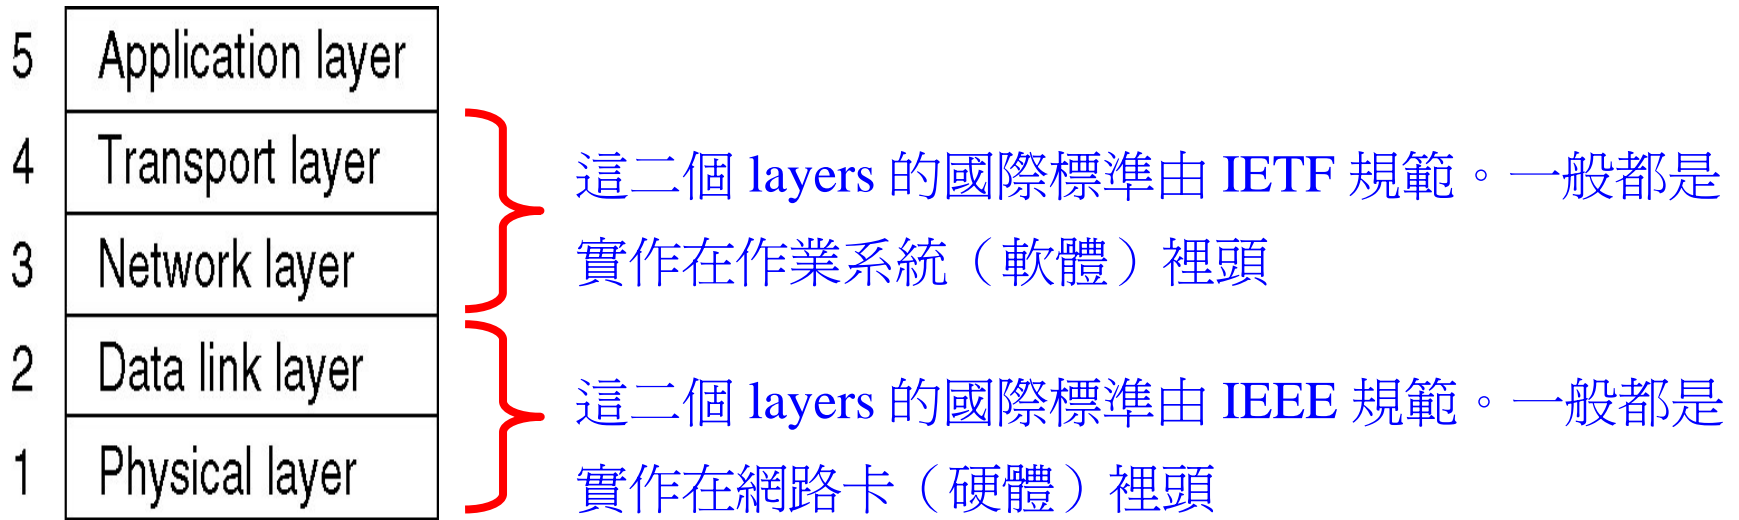 5 Application layer
4 Transport layer
這二個 layers 的國際標準由 IETF 規範。一般都是
實作在作業系統（軟體）裡頭
3 Network layer
2 Data link layer
這二個 layers 的國際標準由 IEEE 規範。一般都是
實作在網路卡（硬體）裡頭
1 Physical layer